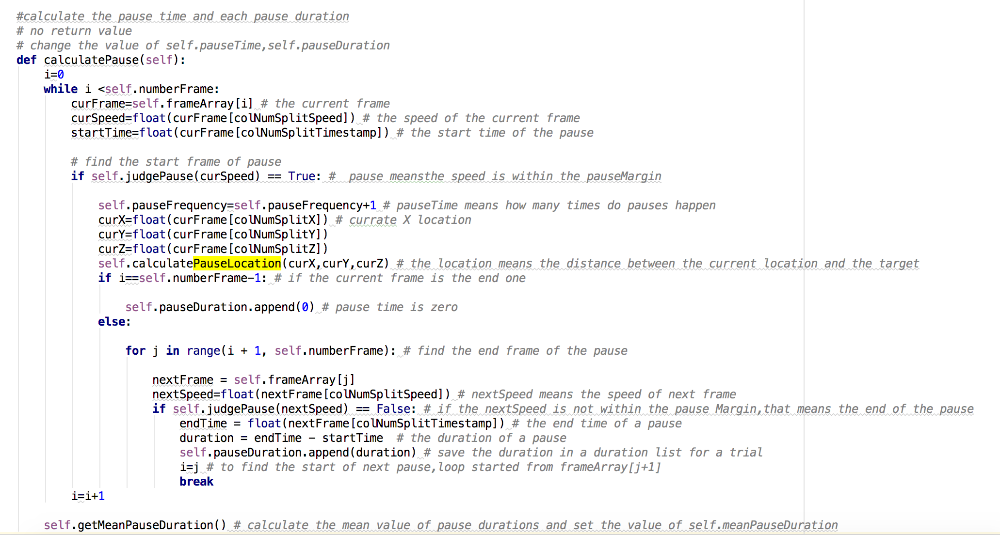 #calculate the pause time and each pause duration
# no return value
# change the value of self.pauseTime,self.pauseDuration
def calculatePause(self):
i=0
while i <self.numberFrame:
curFrame=self.frameArray[i] # the current frame
curSpeed=float(curFrame[colNumSplitSpeed]) # the speed of the current frame
startTime=float(curFrame[colNumSplitTimestamp]) # the start time of the pause
# find the start frame of pause
if self.judgePause(curSpeed) == True: #  pause meansthe speed is within the pauseMargin
self.pauseFrequency=self.pauseFrequency+1 # pauseTime means how many times do pauses happen
curX=float(curFrame[colNumSplitX]) # currate X location
curY=float(curFrame[colNumSplitY])
curZ=float(curFrame[colNumSplitZ])
self.calculatePauseLocation(curX,curY,curZ) # the location means the distance between the current location and the target
if i==self.numberFrame-1: # if the current frame is the end one
self.pauseDuration.append(0) # pause time is zero
else:
for j in range(i + 1, self.numberFrame): # find the end frame of the pause
nextFrame = self.frameArray[j]
nextSpeed=float(nextFrame[colNumSplitSpeed]) # nextSpeed means the speed of next frame
if self.judgePause(nextSpeed) == False: # if the nextSpeed is not within the pause Margin,that means the end of the pause
endTime = float(nextFrame[colNumSplitTimestamp]) # the end time of a pause
duration = endTime - startTime  # the duration of a pause
self.pauseDuration.append(duration) # save the duration in a duration list for a trial
i=j # to find the start of next pause,loop started from frameArray[j+1]
break
i=i+1
self.getMeanPauseDuration() # calculate the mean value of pause durations and set the value of self.meanPauseDuration